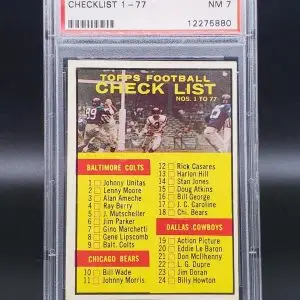 CHECKLIST 1-77 NM 7
12275880
TOPPS FOOTBALL
CHECK LIST
NOS. 1 TO 77
BALTIMORE COLTS
1 Johnny Unitas
2 Lenny Moore
3 Alan Ameche
4 Ray Berry
5 J. Mutscheller
6 Jim Parker
7 Gino Marchetti
8 Gene Lipscomb
9 Balt. Colts
CHICAGO BEARS
10 Bill Wade
11 Johnny Morris
12 Rick Casares
13 Harlon Hill
14 Stan Jones
15 Doug Atkins
16 Bill George
17 J. C. Caroline
18 Chi. Bears
DALLAS COWBOYS
19 Action Picture
20 Eddie Le Baron
21 Don McIlhenny
22 L. G. Dupre
23 Jim Doran
24 Billy Howton